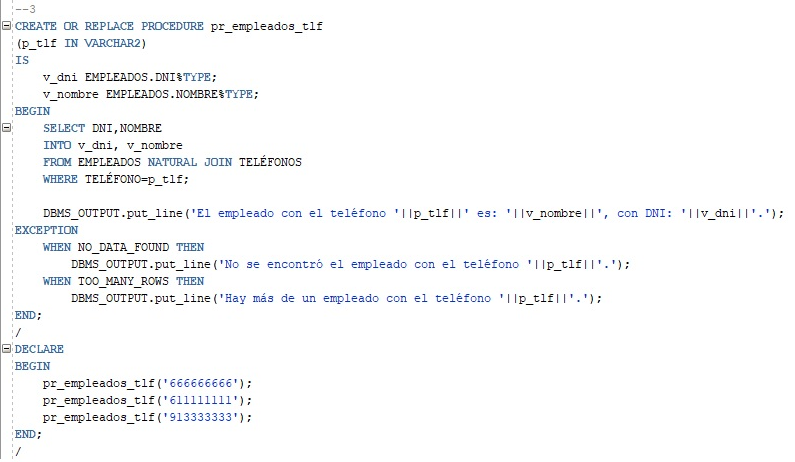 --3
CREATE OR REPLACE PROCEDURE pr_empleados_tlf
(p_tlf IN VARCHAR2)
IS
    v_dni EMPLEADOS.DNI%TYPE;
    v_nombre EMPLEADOS.NOMBRE%TYPE;
BEGIN
    SELECT DNI,NOMBRE
    INTO v_dni, v_nombre
    FROM EMPLEADOS NATURAL JOIN TELÉFONOS
    WHERE TELÉFONO=p_tlf;

    DBMS_OUTPUT.put_line('El empleado con el teléfono '||p_tlf||' es: '||v_nombre||', con DNI: '||v_dni||'.');
EXCEPTION
    WHEN NO_DATA_FOUND THEN
        DBMS_OUTPUT.put_line('No se encontró el empleado con el teléfono '||p_tlf||'.');
    WHEN TOO_MANY_ROWS THEN
        DBMS_OUTPUT.put_line('Hay más de un empleado con el teléfono '||p_tlf||'.');
END;
/
DECLARE
BEGIN
    pr_empleados_tlf('666666666');
    pr_empleados_tlf('611111111');
    pr_empleados_tlf('913333333');
END;
/